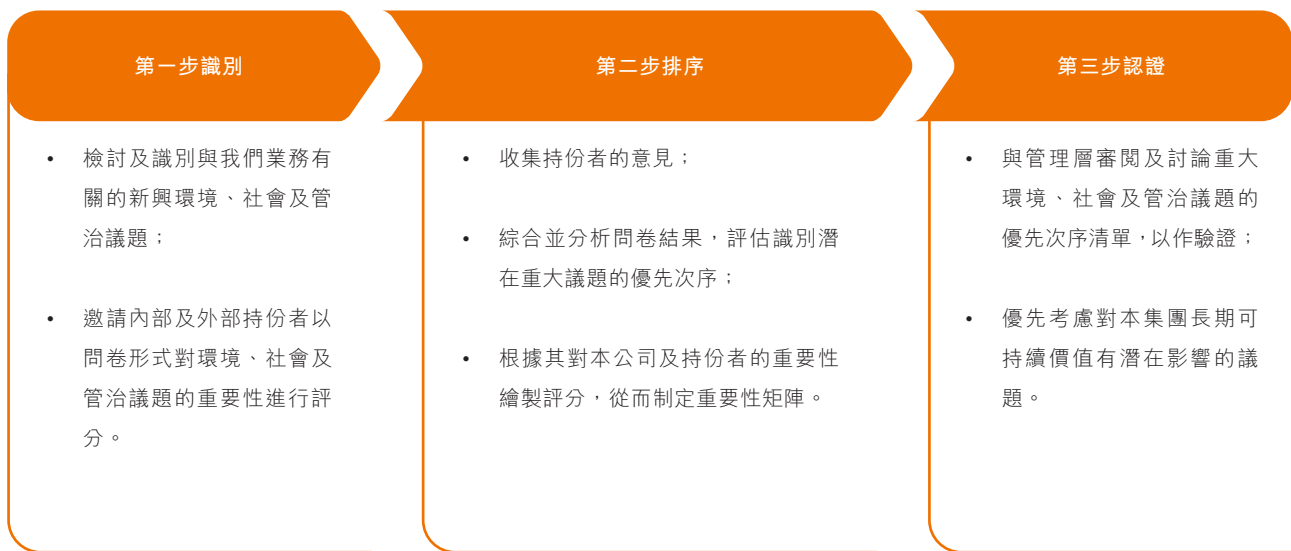 第一步識別
• 檢討及識別與我們業務有
關的新興環境、社會及管
治議題；
• 邀請內部及外部持份者以
問卷形式對環境、社會及
管治議題的重要性進行評
分。
第二步排序
• 收集持份者的意見；
• 綜合並分析問卷結果，評估識別潛
在重大議題的優先次序；
• 根據其對本公司及持份者的重要性
繪製評分，從而制定重要性矩陣。
第三步認證
• 與管理層審閱及討論重大
環境、社會及管治議題的
優先次序清單，以作驗證；
• 優先考慮對本集團長期可
持續價值有潛在影響的議
題。